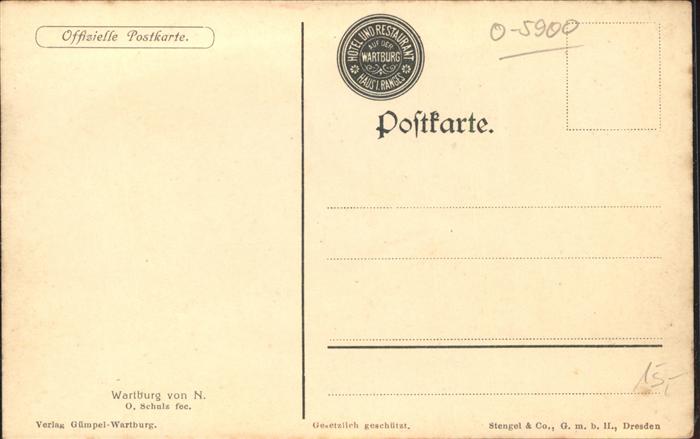 Offizielle Postkarte.
HOTEL UND RESTAURANT
AUF DER
WARTBURG
HAUS I. RANGES
O-5900
Poſtkarte.
15,-
Wartburg von N.
O. Schulz fec.
Verlag Gümpel-Wartburg.
Gesetzlich geschützt.
Stengel & Co., G. m. b. H., Dresden